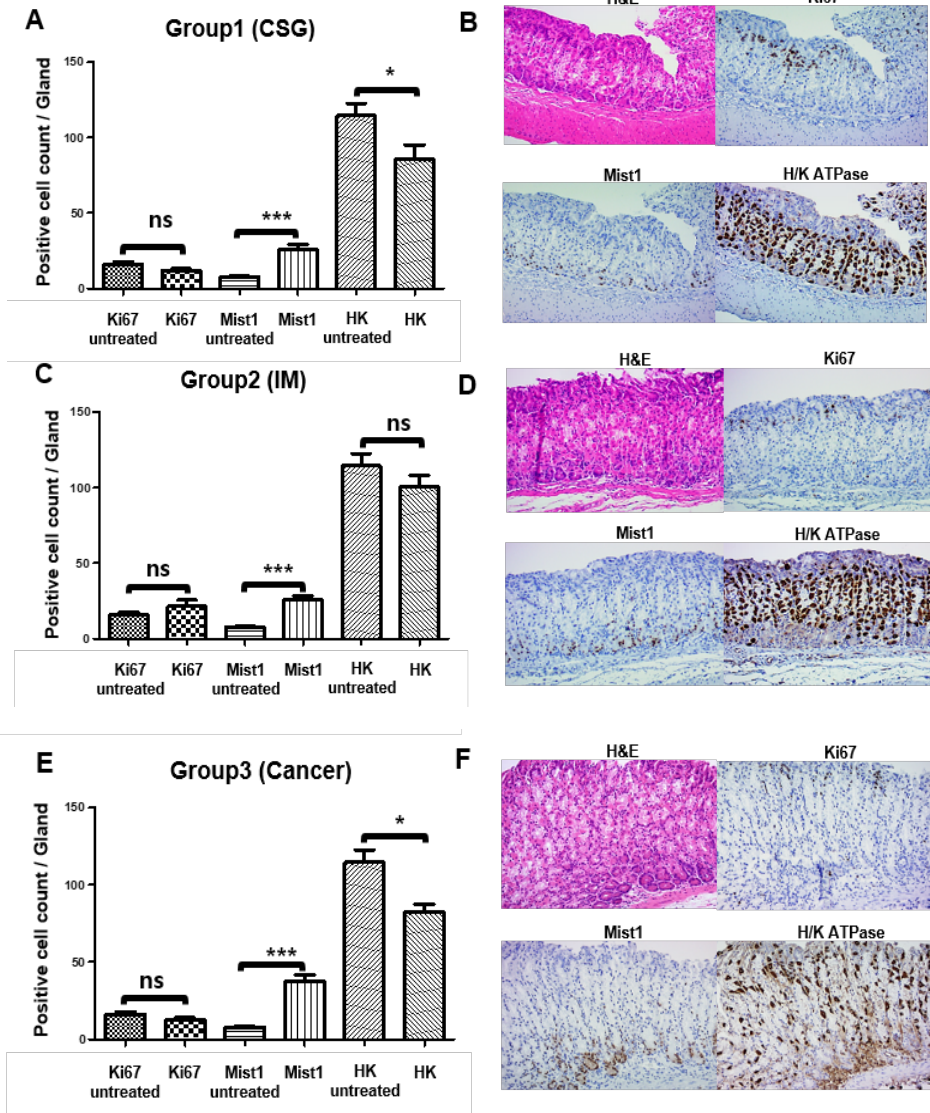 A
Group1 (CSG)
Positive cell count / Gland
150
100
50
0
ns
***
*
Ki67
untreated
Ki67
Mist1
untreated
Mist1
HK
untreated
HK
B
H&E
Ki67
Mist1
H/K ATPase
C
Group2 (IM)
Positive cell count / Gland
150
100
50
0
ns
***
ns
Ki67
untreated
Ki67
Mist1
untreated
Mist1
HK
untreated
HK
D
H&E
Ki67
Mist1
H/K ATPase
E
Group3 (Cancer)
Positive cell count / Gland
150
100
50
0
ns
***
*
Ki67
untreated
Ki67
Mist1
untreated
Mist1
HK
untreated
HK
F
H&E
Ki67
Mist1
H/K ATPase